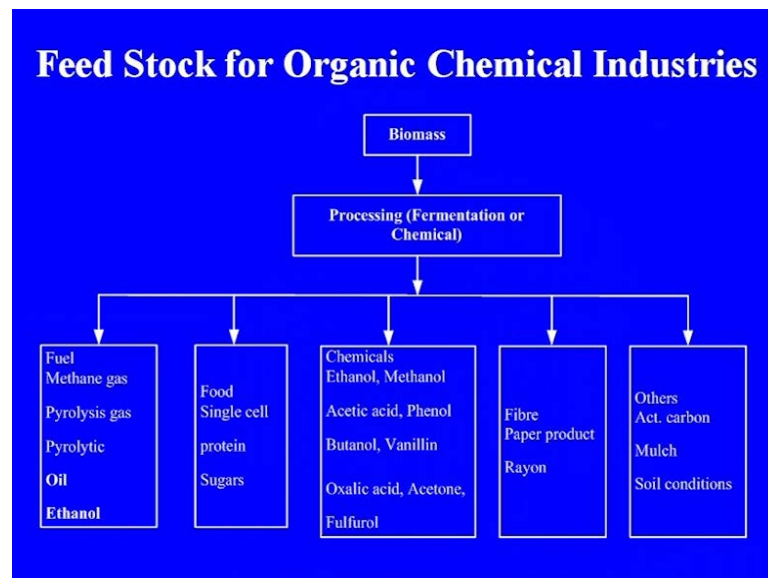 Feed Stock for Organic Chemical Industries
Biomass
Processing (Fermentation or
Chemical)
Fuel
Methane gas
Pyrolysis gas
Pyrolytic
Oil
Ethanol
Food
Single cell
protein
Sugars
Chemicals
Ethanol, Methanol
Acetic acid, Phenol
Butanol, Vanillin
Oxalic acid, Acetone,
Fulfurol
Fibre
Paper product
Rayon
Others
Act. carbon
Mulch
Soil conditions